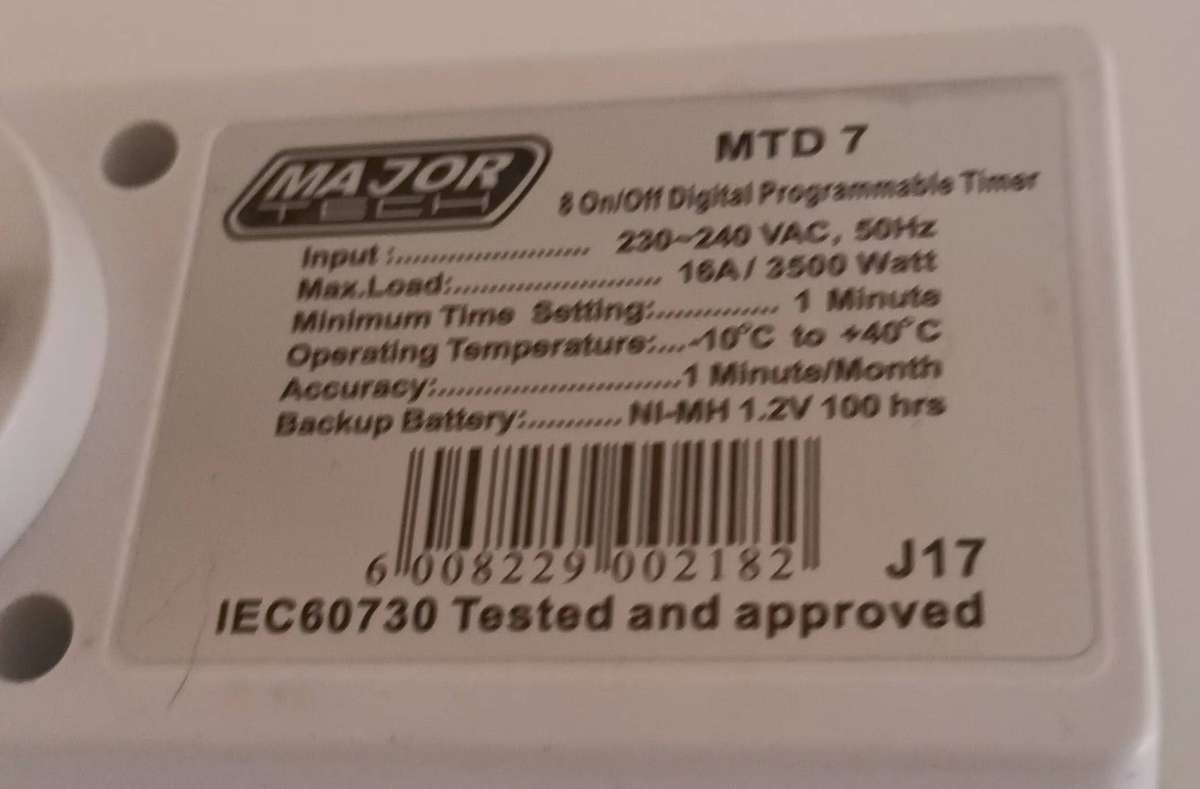 MAJOR
TECH
MTD 7
8 On/Off Digital Programmable Timer
Input :....................... 230~240 VAC, 50Hz
Max.Load:......................... 16A / 3500 Watt
Minimum Time Setting:............... 1 Minute
Operating Temperature:....-10°C to +40°C
Accuracy:.............................1 Minute/Month
Backup Battery:............ NI-MH 1.2V 100 hrs
6 008229 002182
J17
IEC60730 Tested and approved